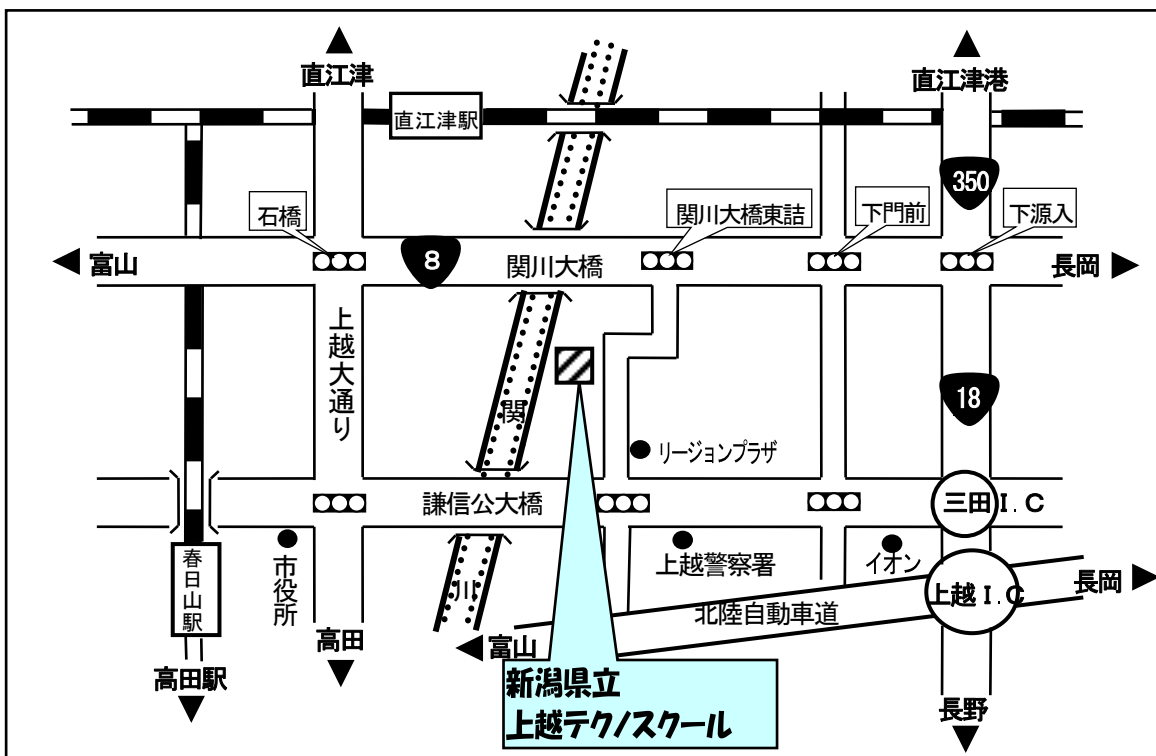 直江津
直江津港
直江津駅
350
石橋
関川大橋東詰
下門前
下源入
富山
8
関川大橋
長岡
上越大通り
18
関
リージョンプラザ
謙信公大橋
三田I.C
春日山駅
市役所
川
上越警察署
イオン
上越I.C
長岡
北陸自動車道
高田
富山
高田駅
新潟県立
上越テクノスクール
長野